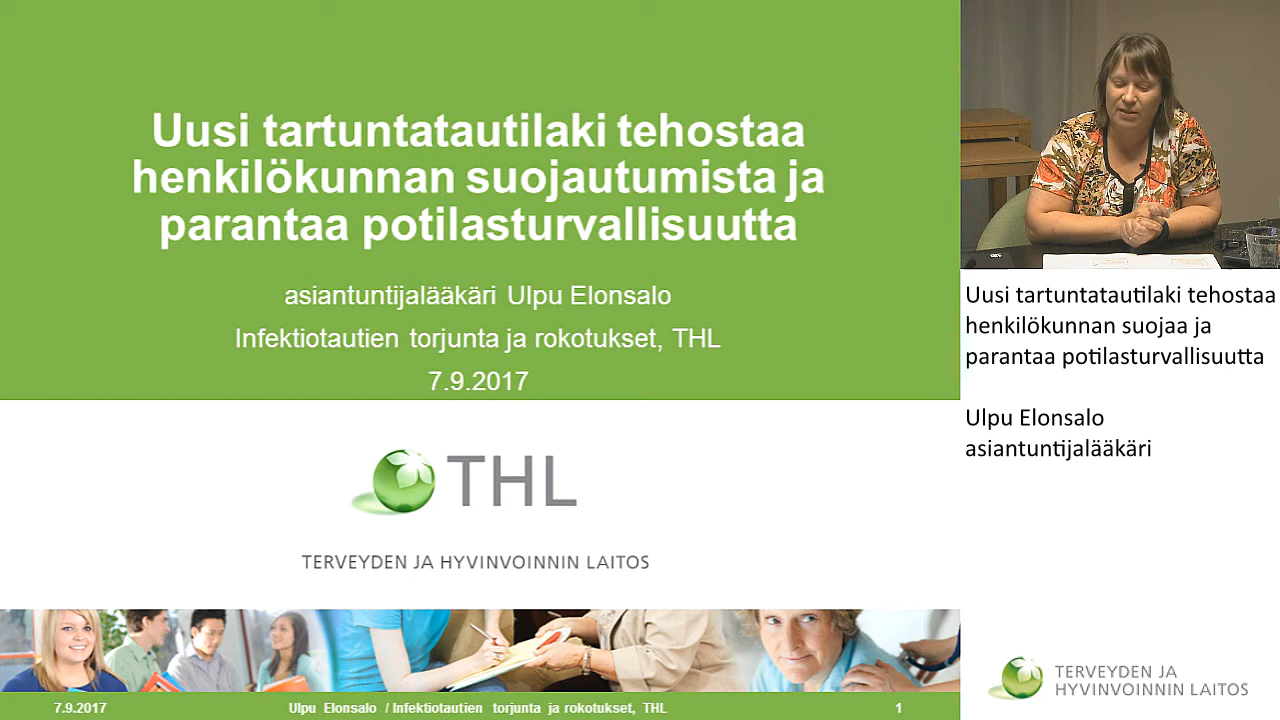 Uusi tartuntatautilaki tehostaa
henkilökunnan suojautumista ja
parantaa potilasturvallisuutta
asiantuntijalääkäri Ulpu Elonsalo
Infektiotautien torjunta ja rokotukset, THL
7.9.2017
THL
TERVEYDEN JA HYVINVOINNIN LAITOS
7.9.2017
Ulpu Elonsalo / Infektiotautien torjunta ja rokotukset, THL
1
Uusi tartuntatautilaki tehostaa
henkilökunnan suojaa ja
parantaa potilasturvallisuutta
Ulpu Elonsalo
asiantuntijalääkäri
TERVEYDEN JA
HYVINVOINNIN LAITOS